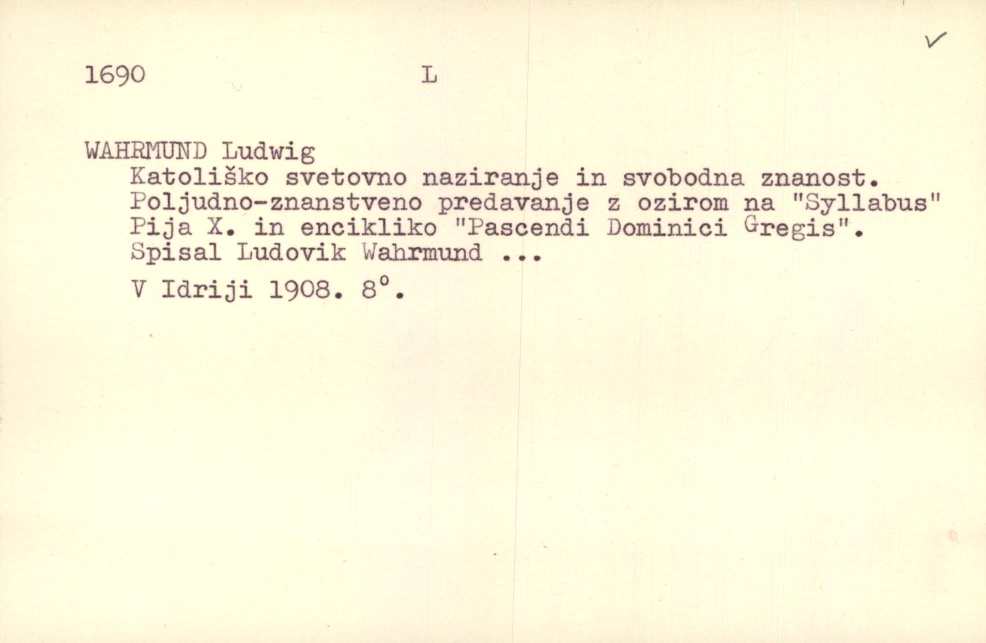 1690 L
WAHRMUND Ludwig
Katoliško svetovno naziranje in svobodna znanost.
Poljudno-znanstveno predavanje z ozirom na "Syllabus"
Pija X. in encikliko "Pascendi Dominici Gregis".
Spisal Ludovik Wahrmund ...
V Idriji 1908. 8°.